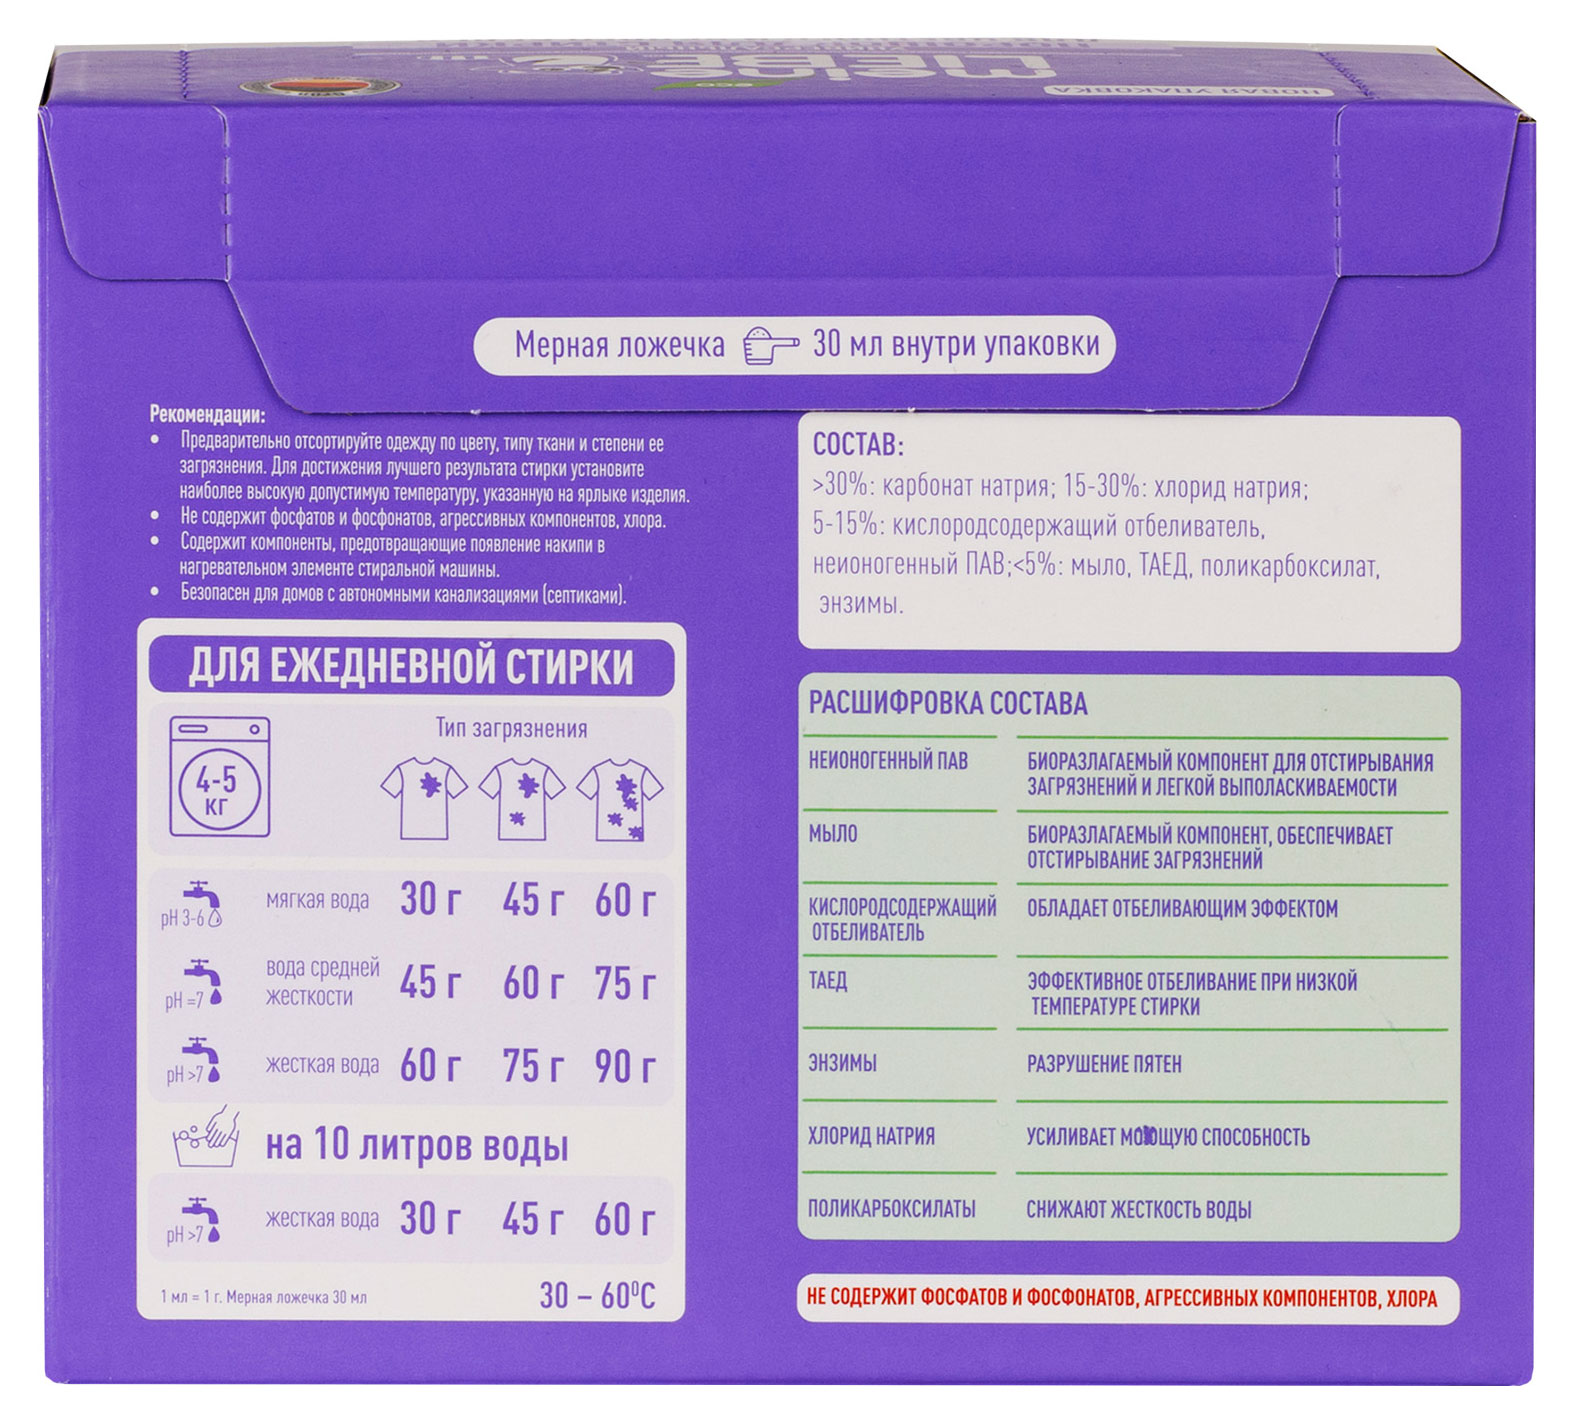 НОВАЯ УПАКОВКА
eco
meine
LIEBE
Мерная ложечка 30 мл внутри упаковки
Рекомендации:
• Предварительно отсортируйте одежду по цвету, типу ткани и степени ее
загрязнения. Для достижения лучшего результата стирки установите
наиболее высокую допустимую температуру, указанную на ярлыке изделия.
• Не содержит фосфатов и фосфонатов, агрессивных компонентов, хлора.
• Содержит компоненты, предотвращающие появление накипи в
нагревательном элементе стиральной машины.
• Безопасен для домов с автономными канализациями (септиками).
ДЛЯ ЕЖЕДНЕВНОЙ СТИРКИ
4-5
кг
Тип загрязнения
pH 3-6 мягкая вода 30 г 45 г 60 г
вода средней
pH =7 жесткости 45 г 60 г 75 г
pH >7 жесткая вода 60 г 75 г 90 г
на 10 литров воды
pH >7 жесткая вода 30 г 45 г 60 г
1 мл = 1 г. Мерная ложечка 30 мл 30 – 60⁰С
СОСТАВ:
>30%: карбонат натрия; 15-30%: хлорид натрия;
5-15%: кислородсодержащий отбеливатель,
неионогенный ПАВ;<5%: мыло, ТАЕД, поликарбоксилат,
энзимы.
РАСШИФРОВКА СОСТАВА
НЕИОНОГЕННЫЙ ПАВ БИОРАЗЛАГАЕМЫЙ КОМПОНЕНТ ДЛЯ ОТСТИРЫВАНИЯ
ЗАГРЯЗНЕНИЙ И ЛЕГКОЙ ВЫПОЛАСКИВАЕМОСТИ
МЫЛО БИОРАЗЛАГАЕМЫЙ КОМПОНЕНТ, ОБЕСПЕЧИВАЕТ
ОТСТИРЫВАНИЕ ЗАГРЯЗНЕНИЙ
КИСЛОРОДСОДЕРЖАЩИЙ ОБЛАДАЕТ ОТБЕЛИВАЮЩИМ ЭФФЕКТОМ
ОТБЕЛИВАТЕЛЬ
ТАЕД ЭФФЕКТИВНОЕ ОТБЕЛИВАНИЕ ПРИ НИЗКОЙ
ТЕМПЕРАТУРЕ СТИРКИ
ЭНЗИМЫ РАЗРУШЕНИЕ ПЯТЕН
ХЛОРИД НАТРИЯ УСИЛИВАЕТ МОЮЩУЮ СПОСОБНОСТЬ
ПОЛИКАРБОКСИЛАТЫ СНИЖАЮТ ЖЕСТКОСТЬ ВОДЫ
НЕ СОДЕРЖИТ ФОСФАТОВ И ФОСФОНАТОВ, АГРЕССИВНЫХ КОМПОНЕНТОВ, ХЛОРА